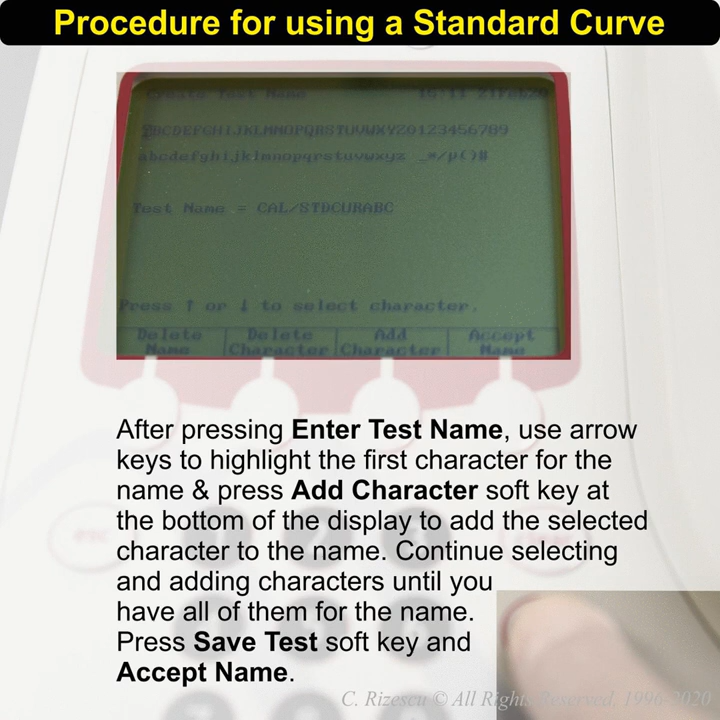 Procedure for using a Standard Curve
Create Test Name 16:11 21Feb20
ABCDEFGHIJKLMNOPQRSTUVWXYZ0123456789
abcdefghijklmnopqrstuvwxyz _*/µ()#
Test Name = CAL/STDCURABC
Press ↑ or ↓ to select character.
Delete Name Delete Character Add Character Accept Name
After pressing Enter Test Name, use arrow
keys to highlight the first character for the
name & press Add Character soft key at
the bottom of the display to add the selected
character to the name. Continue selecting
and adding characters until you
have all of them for the name.
Press Save Test soft key and
Accept Name.
C. Rizescu © All Rights Reserved, 1996-2020